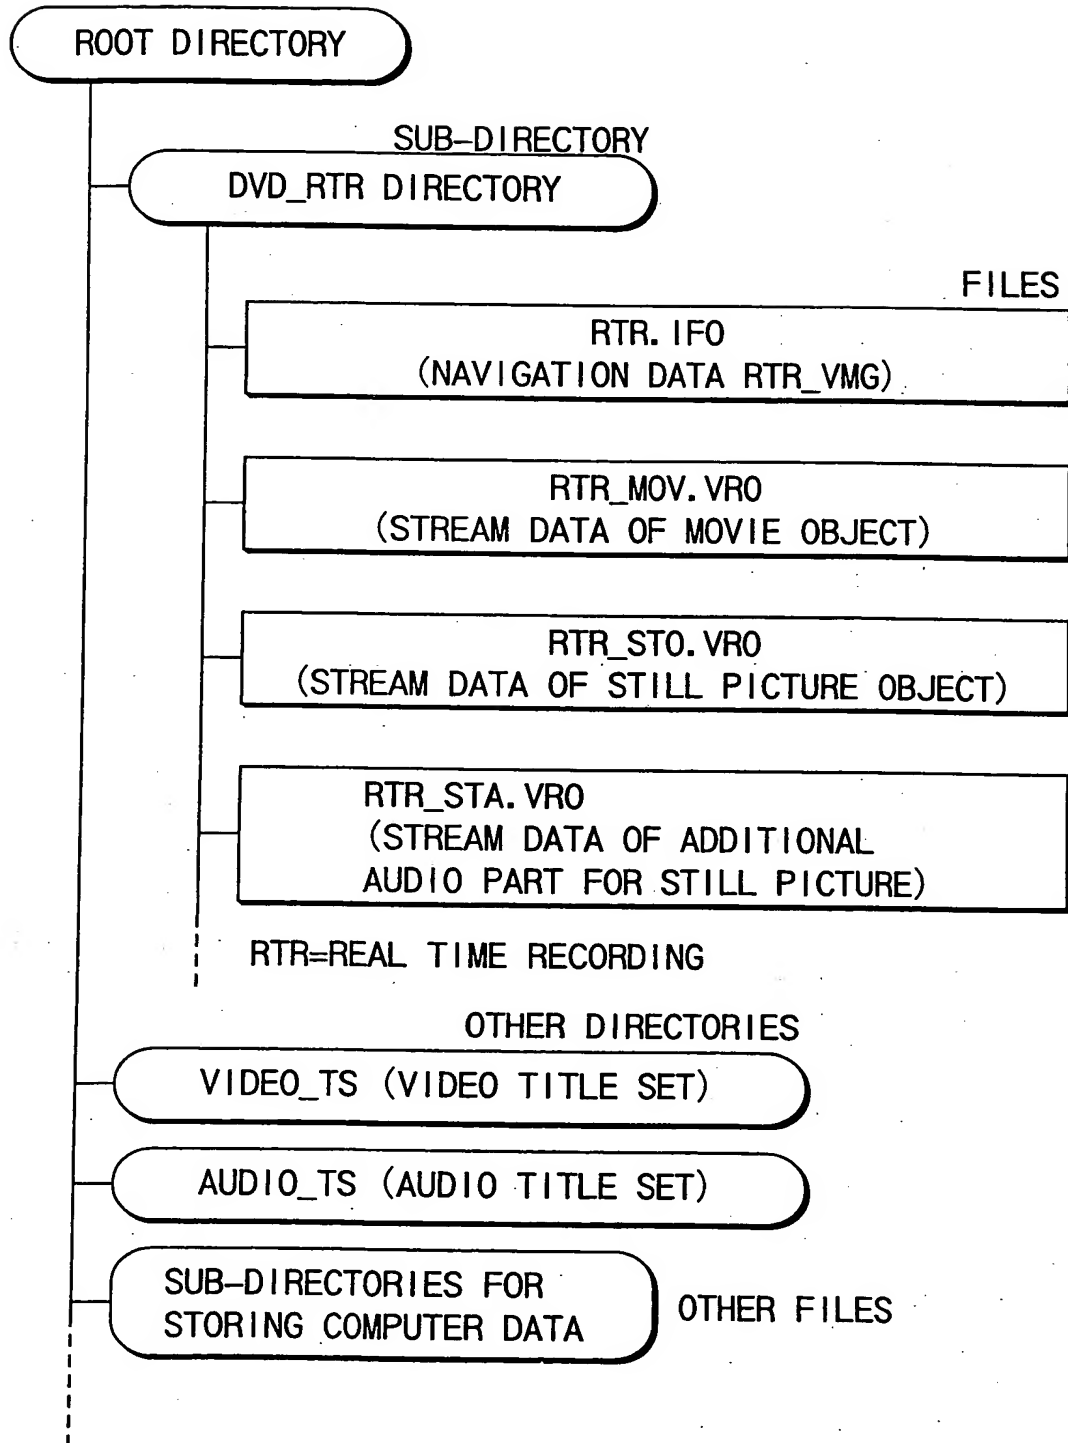 ROOT DIRECTORY
SUB-DIRECTORY
DVD_RTR DIRECTORY
FILES
RTR.IFO
(NAVIGATION DATA RTR_VMG)
RTR_MOV.VRO
(STREAM DATA OF MOVIE OBJECT)
RTR_STO.VRO
(STREAM DATA OF STILL PICTURE OBJECT)
RTR_STA.VRO
(STREAM DATA OF ADDITIONAL
AUDIO PART FOR STILL PICTURE)
RTR=REAL TIME RECORDING
OTHER DIRECTORIES
VIDEO_TS (VIDEO TITLE SET)
AUDIO_TS (AUDIO TITLE SET)
SUB-DIRECTORIES FOR
STORING COMPUTER DATA
OTHER FILES